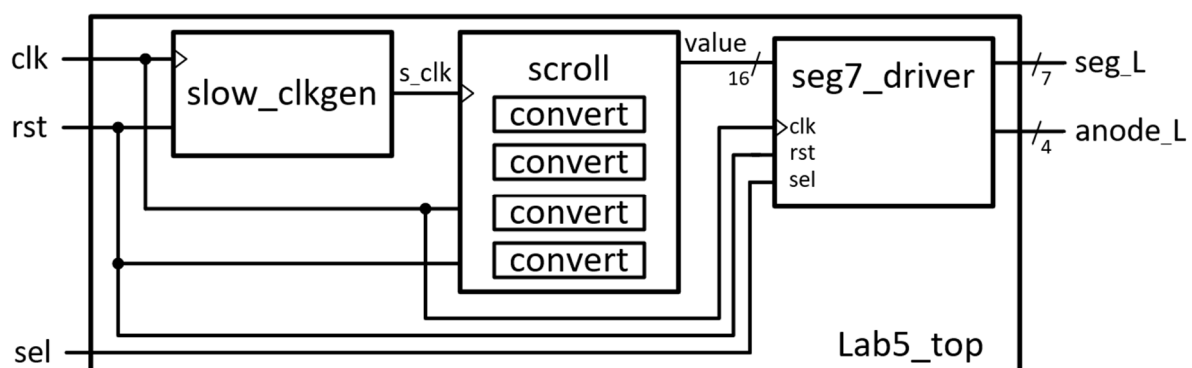 clk
rst
sel
slow_clkgen
s_clk
scroll
convert
convert
convert
convert
value
16
seg7_driver
clk
rst
sel
7
seg_L
4
anode_L
Lab5_top